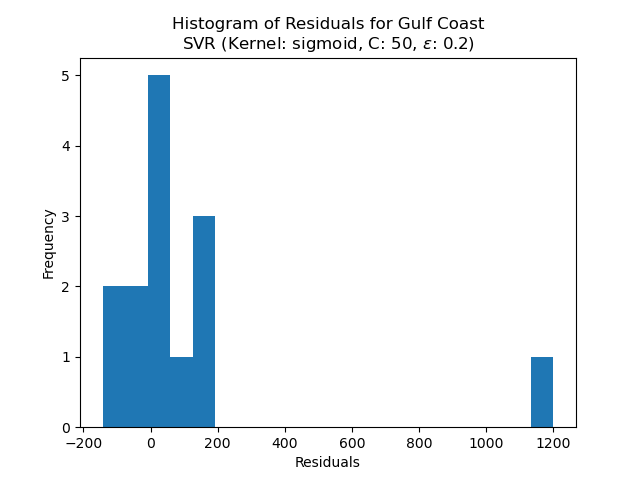 Histogram of Residuals for Gulf Coast
SVR (Kernel: sigmoid, C: 50, ε: 0.2)
5
4
3
2
1
0
Frequency
−200 0 200 400 600 800 1000 1200
Residuals